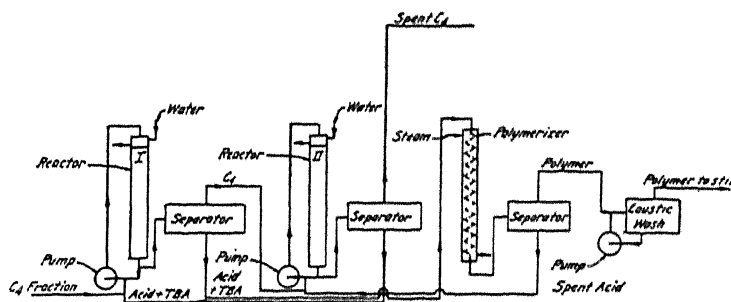 Spent C4
Water
Water
Steam
Polymerizer
Reactor
I
Reactor
II
C4
Polymer
Polymer to still
Separator
Separator
Separator
Caustic
Wash
Pump
Pump
Acid
+
TBA
Pump
Spent Acid
C4 Fraction
Acid+TBA